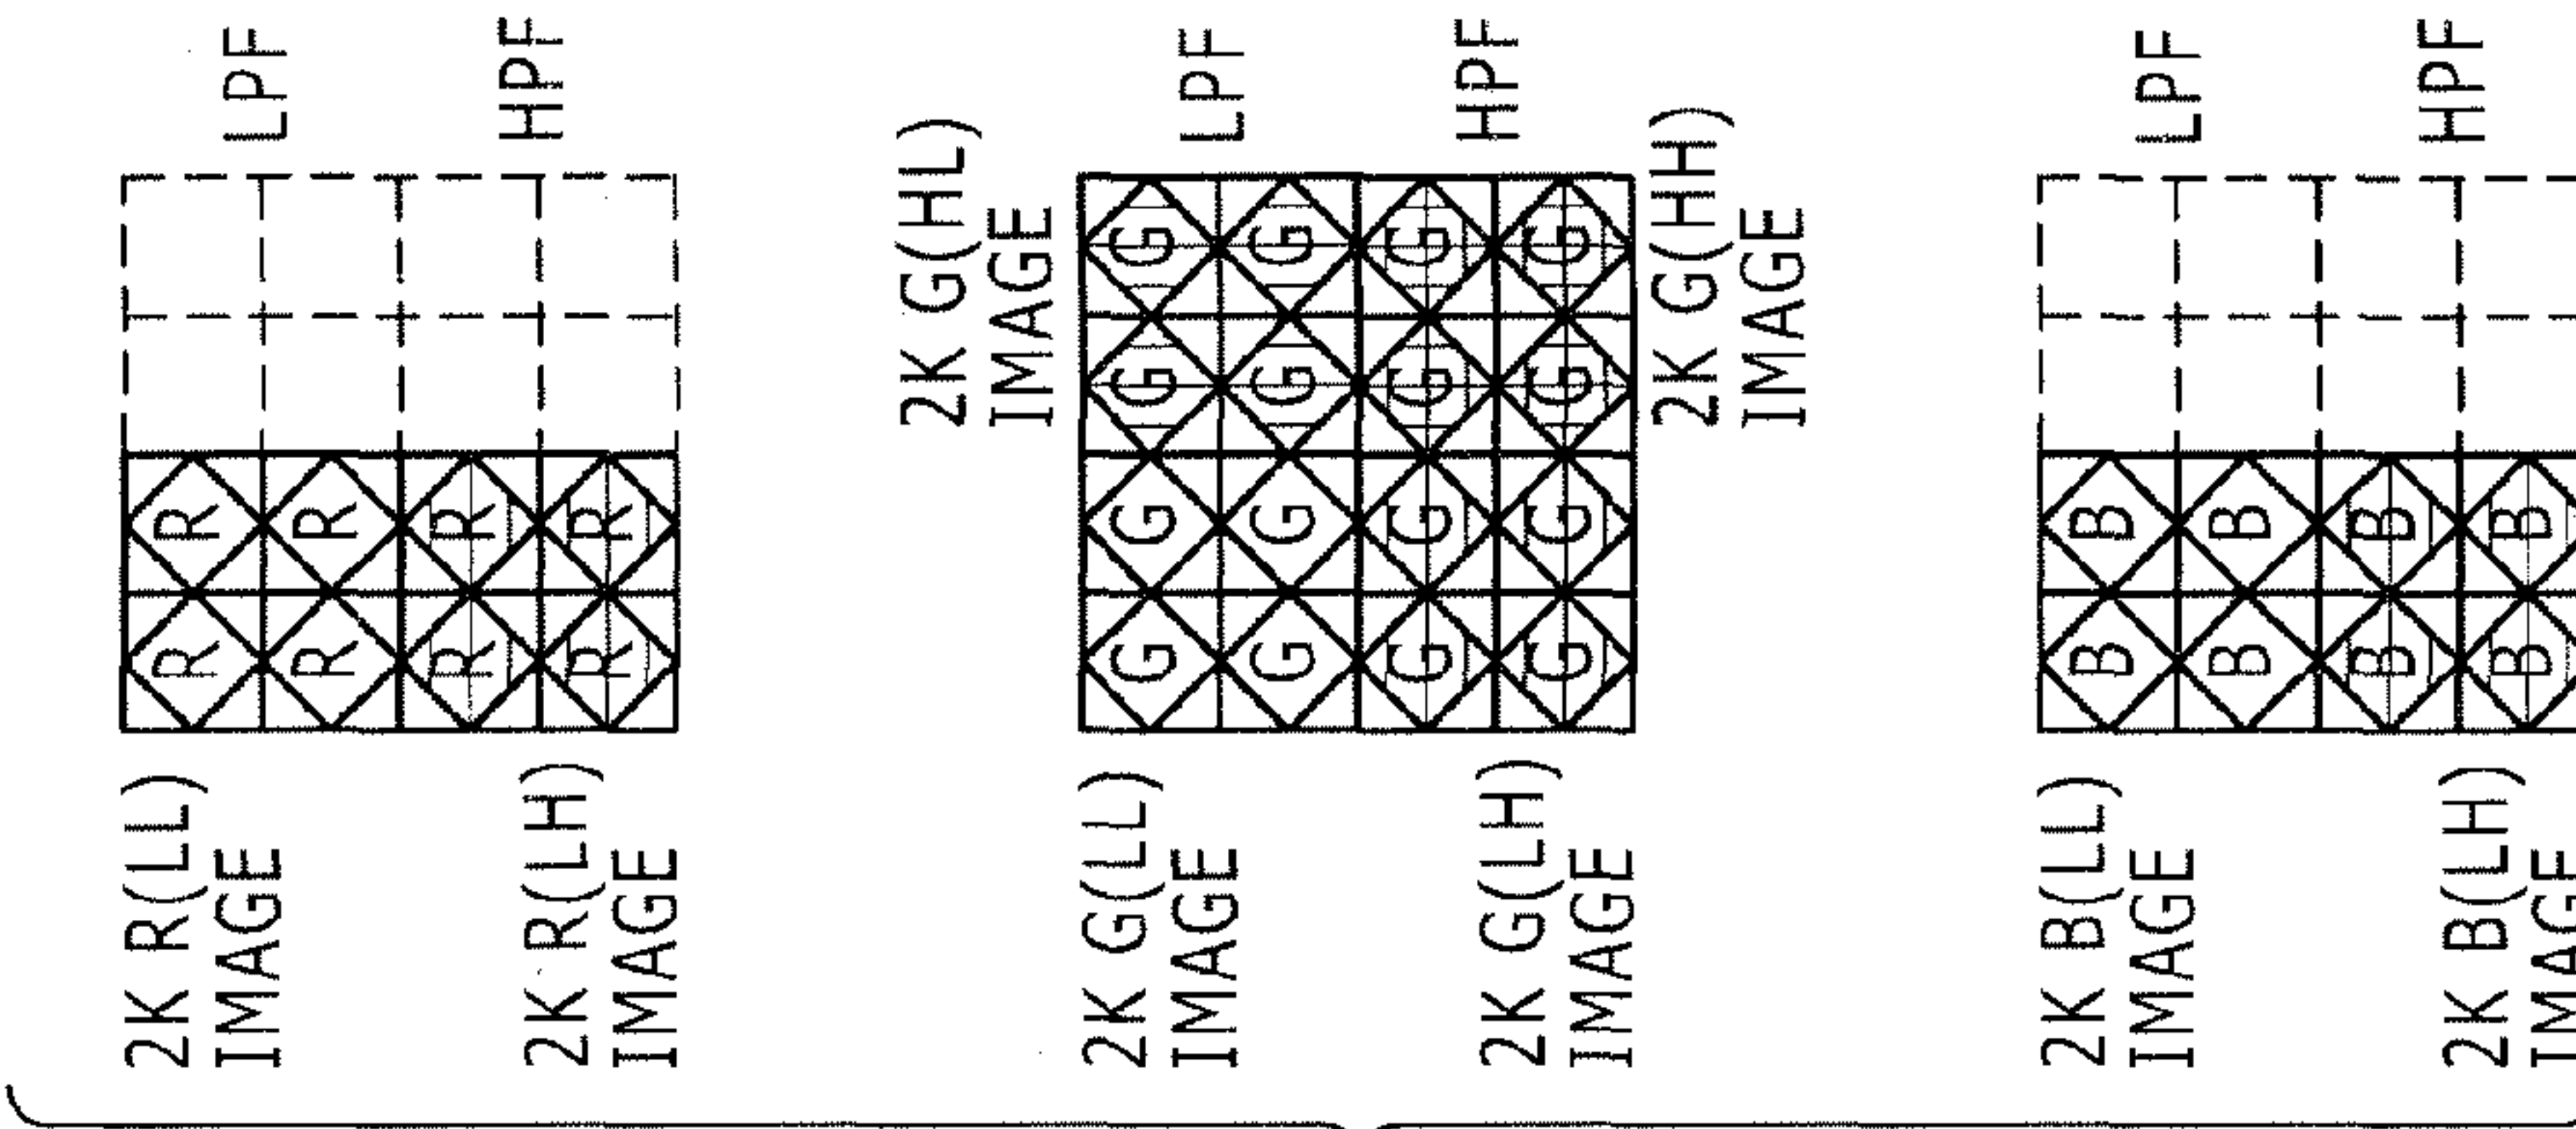 2K R(LL)
IMAGE
R R
R R
LPF
2K R(LH)
IMAGE
R R
R R
HPF
2K G(HL)
IMAGE
2K G(LL)
IMAGE
G G G G
G G G G
LPF
2K G(LH)
IMAGE
G G G G
G G G G
HPF
2K G(HH)
IMAGE
2K B(LL)
IMAGE
B B
B B
LPF
2K B(LH)
IMAGE
B B
B B
HPF